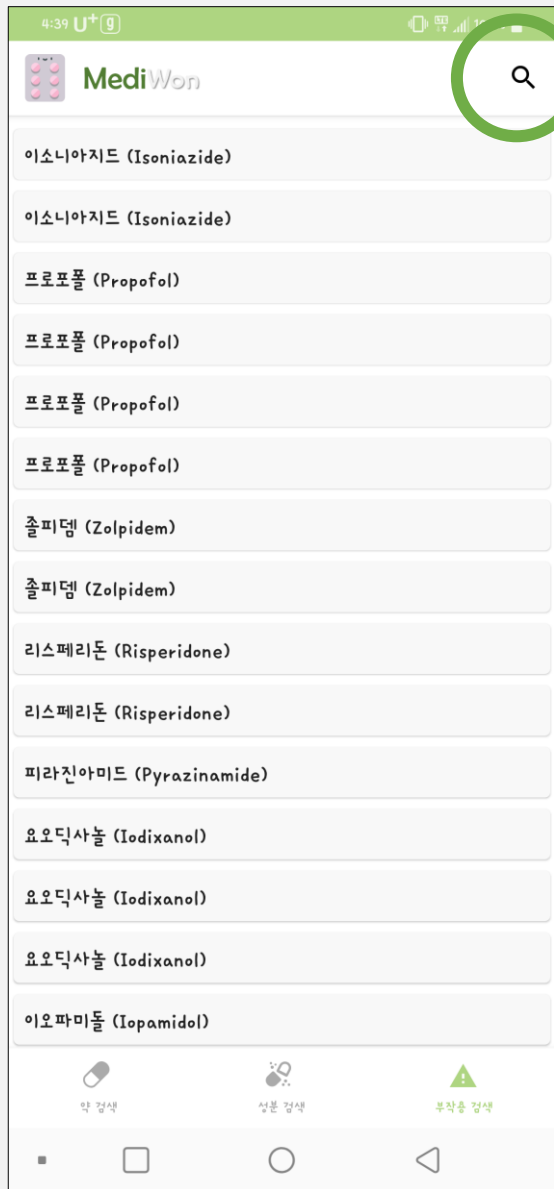 4:39 U+ g
MediWon
이소니아지드 (Isoniazide)
이소니아지드 (Isoniazide)
프로포폴 (Propofol)
프로포폴 (Propofol)
프로포폴 (Propofol)
프로포폴 (Propofol)
졸피뎀 (Zolpidem)
졸피뎀 (Zolpidem)
리스페리돈 (Risperidone)
리스페리돈 (Risperidone)
피라진아미드 (Pyrazinamide)
요오딕사놀 (Iodixanol)
요오딕사놀 (Iodixanol)
요오딕사놀 (Iodixanol)
이오파미돌 (Iopamidol)
약 검색 성분 검색 부작용 검색